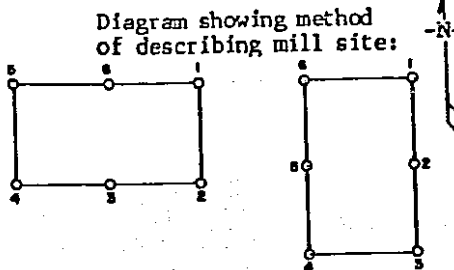 Diagram showing method
of describing mill site:
-N-
5 6 1
4 3 2
6 1
5 2
4 3